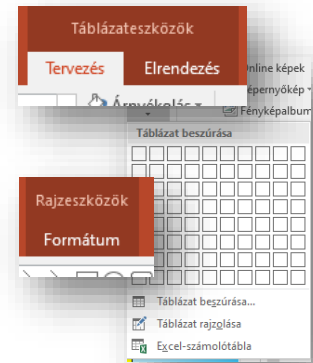 Táblázateszközök
Tervezés Elrendezés
Online képek
Árnyékolás
Fényképalbum
Táblázat beszúrása
Rajzeszközök
Formátum
Táblázat beszúrása...
Táblázat rajzolása
Excel-számolótábla